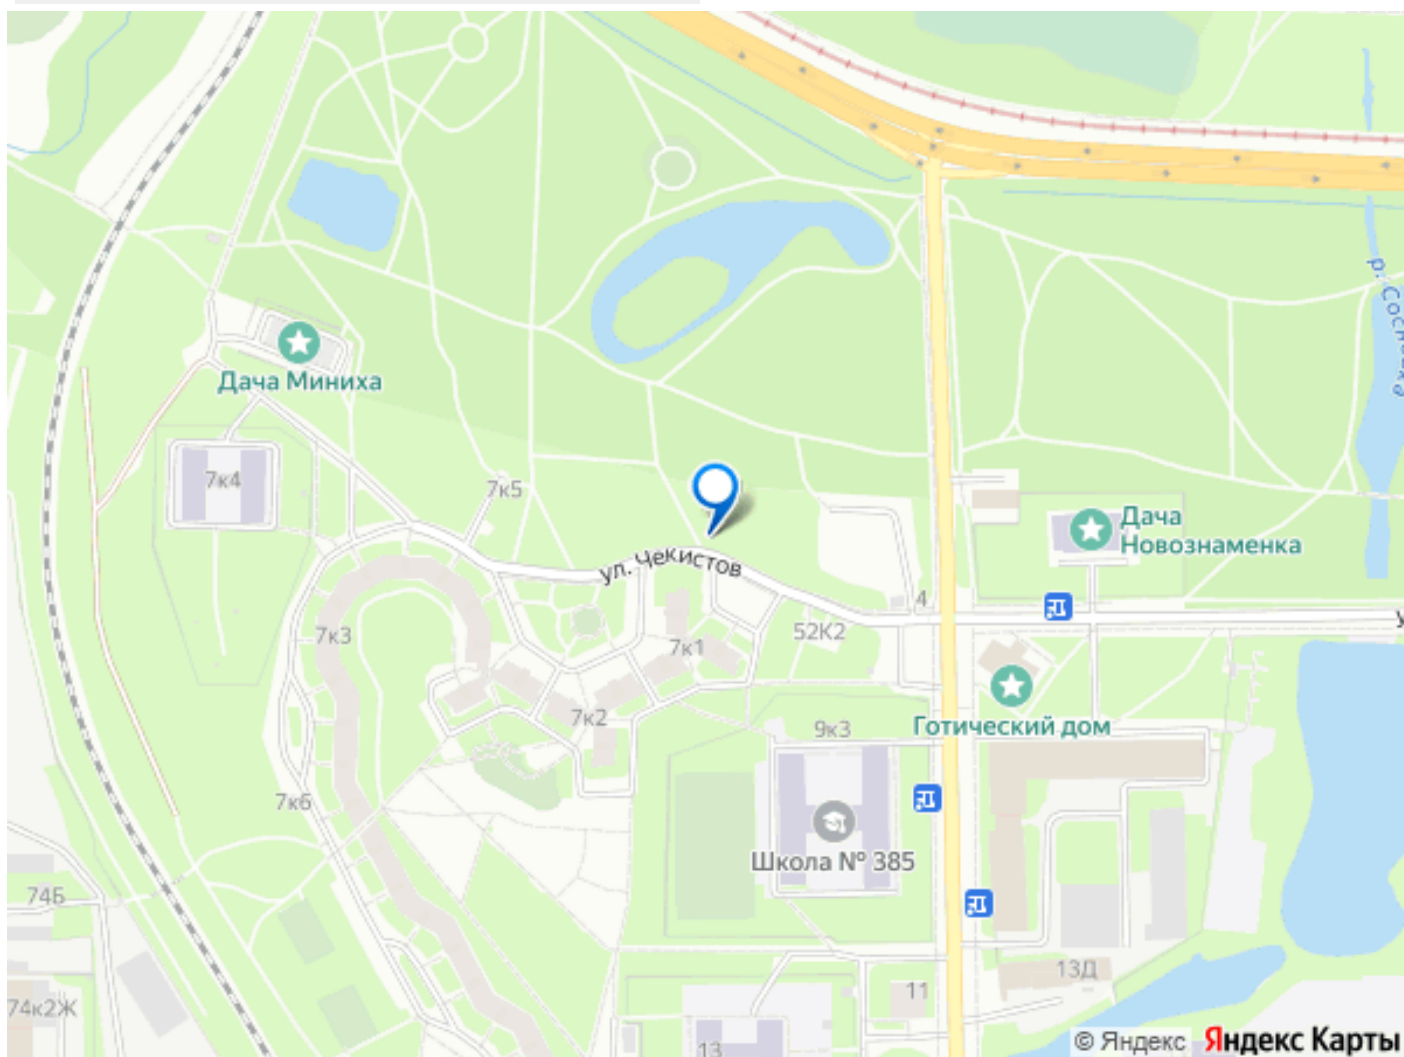 р. Сосновка
Дача Миниха
7к4
7к5
Дача
Новознаменка
ул. Чекистов
4
52К2
7к3
7к1
7к2
Готический дом
9к3
7к6
Школа № 385
74Б
13Д
11
74к2Ж
13
© Яндекс Яндекс Карты